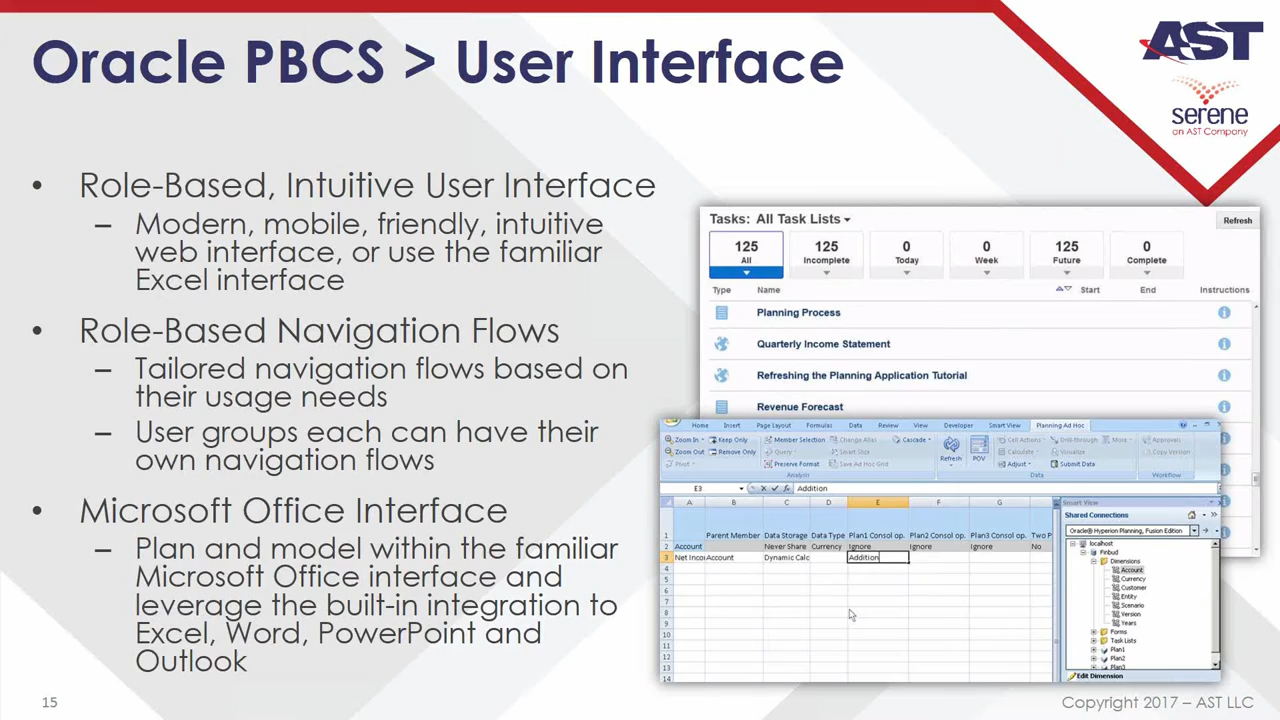 Oracle PBCS > User Interface
AST
serene
an AST Company
• Role-Based, Intuitive User Interface
– Modern, mobile, friendly, intuitive
web interface, or use the familiar
Excel interface
• Role-Based Navigation Flows
– Tailored navigation flows based on
their usage needs
– User groups each can have their
own navigation flows
• Microsoft Office Interface
– Plan and model within the familiar
Microsoft Office interface and
leverage the built-in integration to
Excel, Word, PowerPoint and
Outlook
Tasks: All Task Lists
Refresh
125 125 0 0 125 0
All Incomplete Today Week Future Complete
Type Name Start End Instructions
Planning Process
Quarterly Income Statement
Refreshing the Planning Application Tutorial
Revenue Forecast
Home Insert Page Layout Formulas Data Review View Developer Smart View Planning Ad Hoc
Zoom In Keep Only Member Selection Change Alias Cascade Refresh POV Cell Actions Drill-through More Approvals
Zoom Out Remove Only Query Smart Slice Calculate Visualize Copy Version
Pivot Preserve Format Save Ad Hoc Grid Adjust Submit Data
Analysis Data Workflow
E3 Addition
A B C D E F G
Smart View
Shared Connections
Oracle® Hyperion Planning, Fusion Edition
1 Parent Member Data Storage Data Type Plan1 Consol op. Plan2 Consol op. Plan3 Consol op. Two P
2 Account Never Share Currency Ignore Ignore Ignore No
3 Net Inco Account Dynamic Calc Addition
4
5
6
7
8
9
10
11
12
13
14
localhost
Finbud
Dimensions
Account
Currency
Customer
Entity
Scenario
Version
Years
Forms
Task Lists
Plan1
Plan2
Plan3
Edit Dimension
15
Copyright 2017 – AST LLC